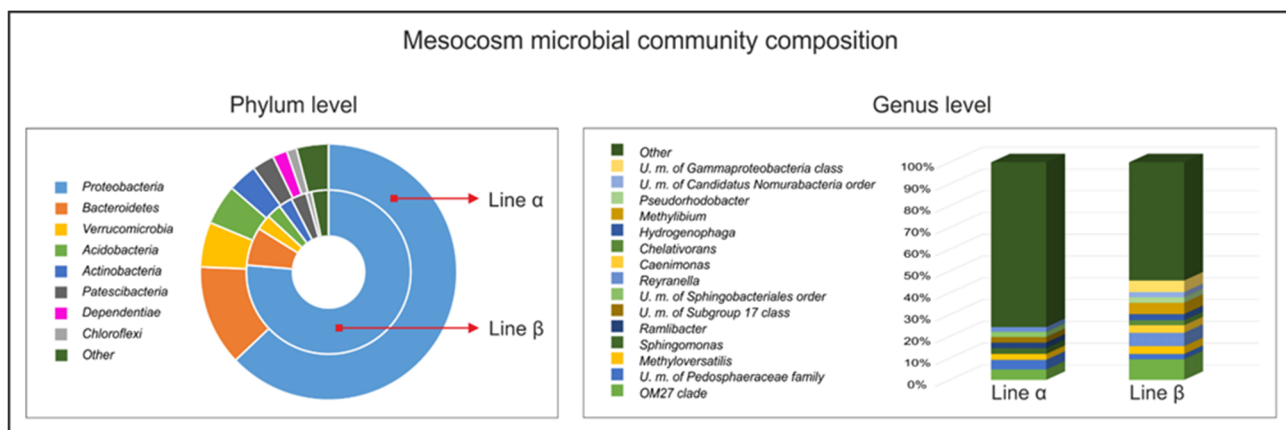 Mesocosm microbial community composition
Phylum level
Proteobacteria
Bacteroidetes
Verrucomicrobia
Acidobacteria
Actinobacteria
Patescibacteria
Dependentiae
Chloroflexi
Other
Line α
Line β
Genus level
Other
U. m. of Gammaproteobacteria class
U. m. of Candidatus Nomurabacteria order
Pseudorhodobacter
Methylibium
Hydrogenophaga
Chelativorans
Caenimonas
Reyranella
U. m. of Sphingobacteriales order
U. m. of Subgroup 17 class
Ramlibacter
Sphingomonas
Methyloversatilis
U. m. of Pedosphaeraceae family
OM27 clade
100%
90%
80%
70%
60%
50%
40%
30%
20%
10%
0%
Line α
Line β